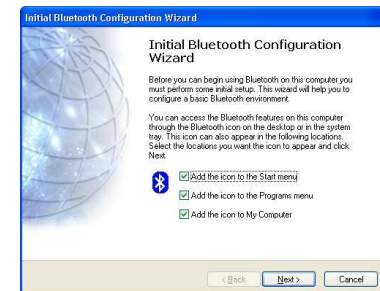 Initial Bluetooth Configuration Wizard
Initial Bluetooth Configuration
Wizard
Before you can begin using Bluetooth on this computer you
must perform some initial setup. This wizard will help you to
configure a basic Bluetooth environment.
You can access the Bluetooth features on this computer
through the Bluetooth icon on the desktop or in the system
tray. This icon can also appear in the following locations.
Select the locations you want the icon to appear and click
Next.
Add the icon to the Start menu
Add the icon to the Programs menu
Add the icon to My Computer
< Back
Next >
Cancel